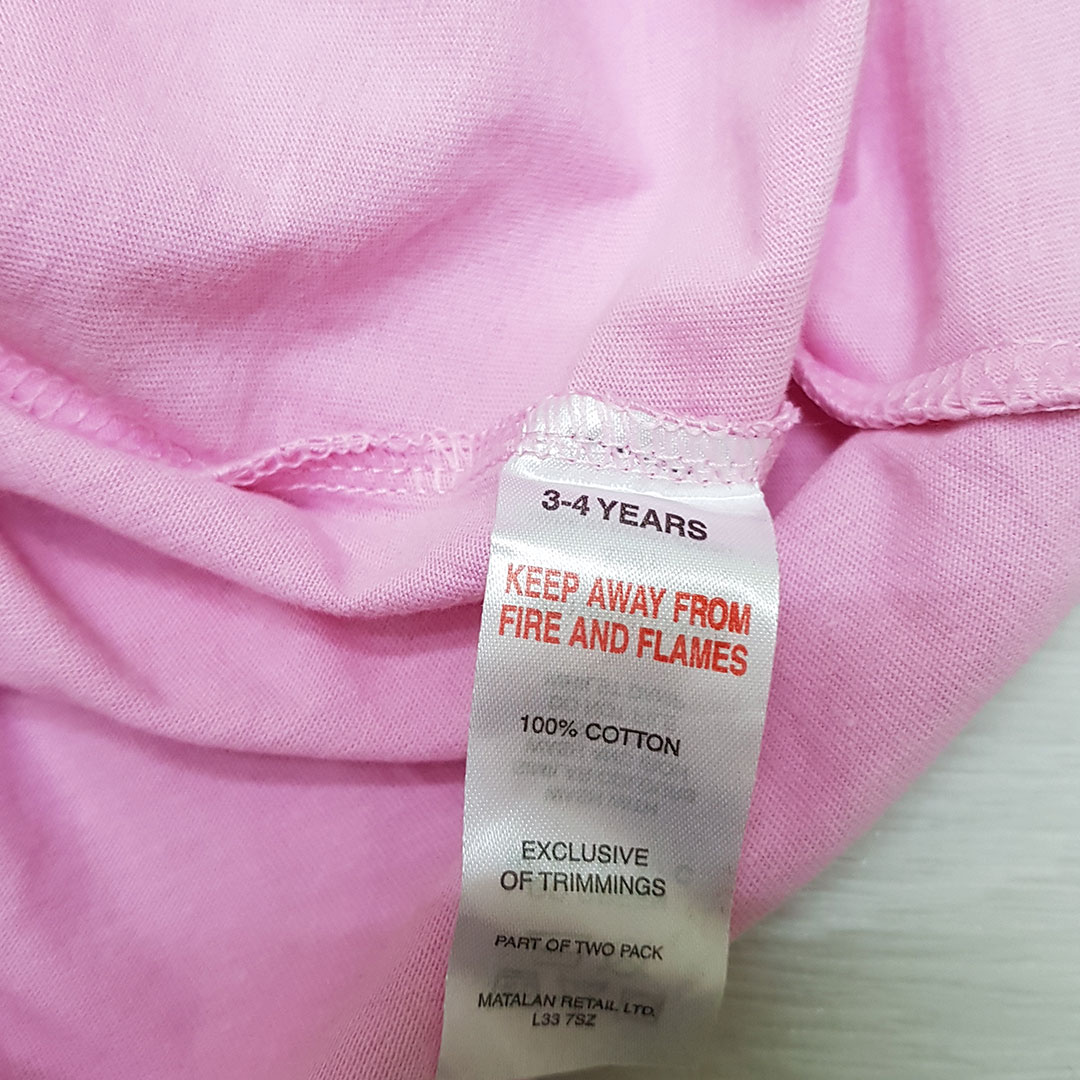 3-4 YEARS
KEEP AWAY FROM
FIRE AND FLAMES
100% COTTON
EXCLUSIVE
OF TRIMMINGS
PART OF TWO PACK
MATALAN RETAIL LTD.
L33 7SZ